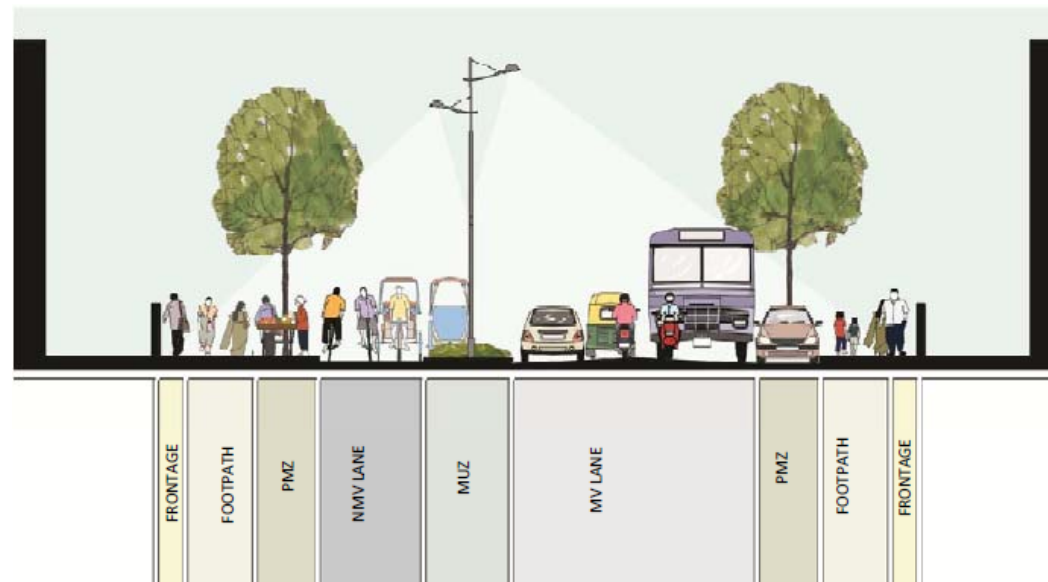 FRONTAGE
FOOTPATH
PMZ
NMV LANE
MUZ
MV LANE
PMZ
FOOTPATH
FRONTAGE